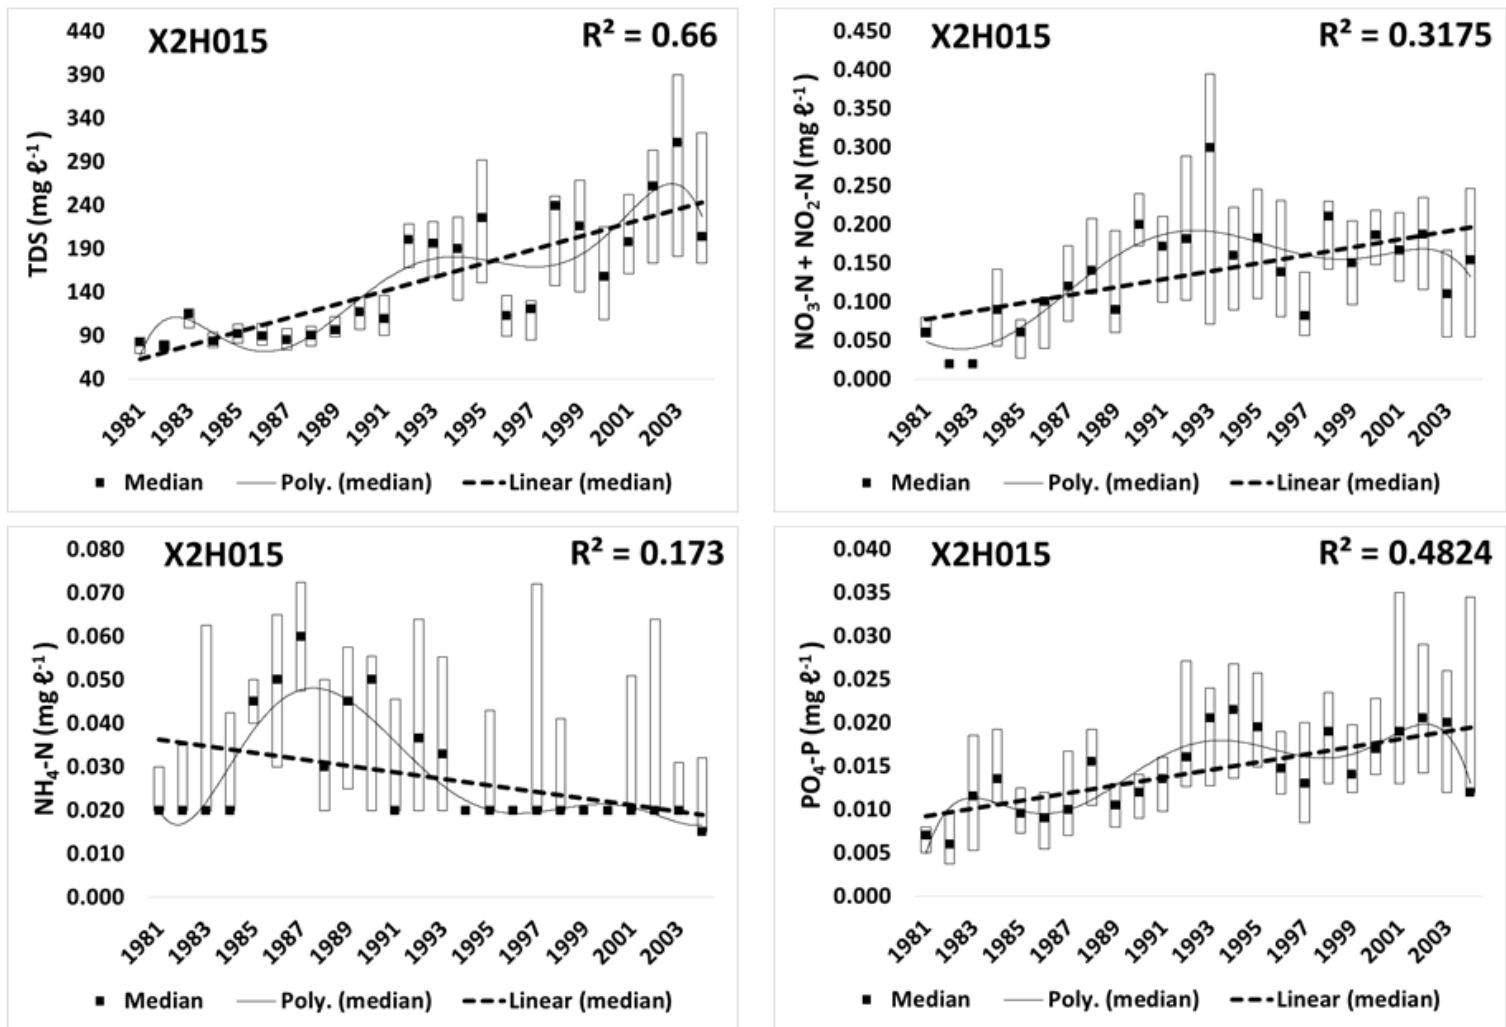 X2H015
R² = 0.66
TDS (mg ℓ⁻¹)
440
390
340
290
240
190
140
90
40
1981 1983 1985 1987 1989 1991 1993 1995 1997 1999 2001 2003
Median Poly. (median) Linear (median)
X2H015
R² = 0.3175
NO₃-N + NO₂-N (mg ℓ⁻¹)
0.450
0.400
0.350
0.300
0.250
0.200
0.150
0.100
0.050
0.000
1981 1983 1985 1987 1989 1991 1993 1995 1997 1999 2001 2003
Median Poly. (median) Linear (median)
X2H015
R² = 0.173
NH₄-N (mg ℓ⁻¹)
0.080
0.070
0.060
0.050
0.040
0.030
0.020
0.010
0.000
1981 1983 1985 1987 1989 1991 1993 1995 1997 1999 2001 2003
Median Poly. (median) Linear (median)
X2H015
R² = 0.4824
PO₄-P (mg ℓ⁻¹)
0.040
0.035
0.030
0.025
0.020
0.015
0.010
0.005
0.000
1981 1983 1985 1987 1989 1991 1993 1995 1997 1999 2001 2003
Median Poly. (median) Linear (median)